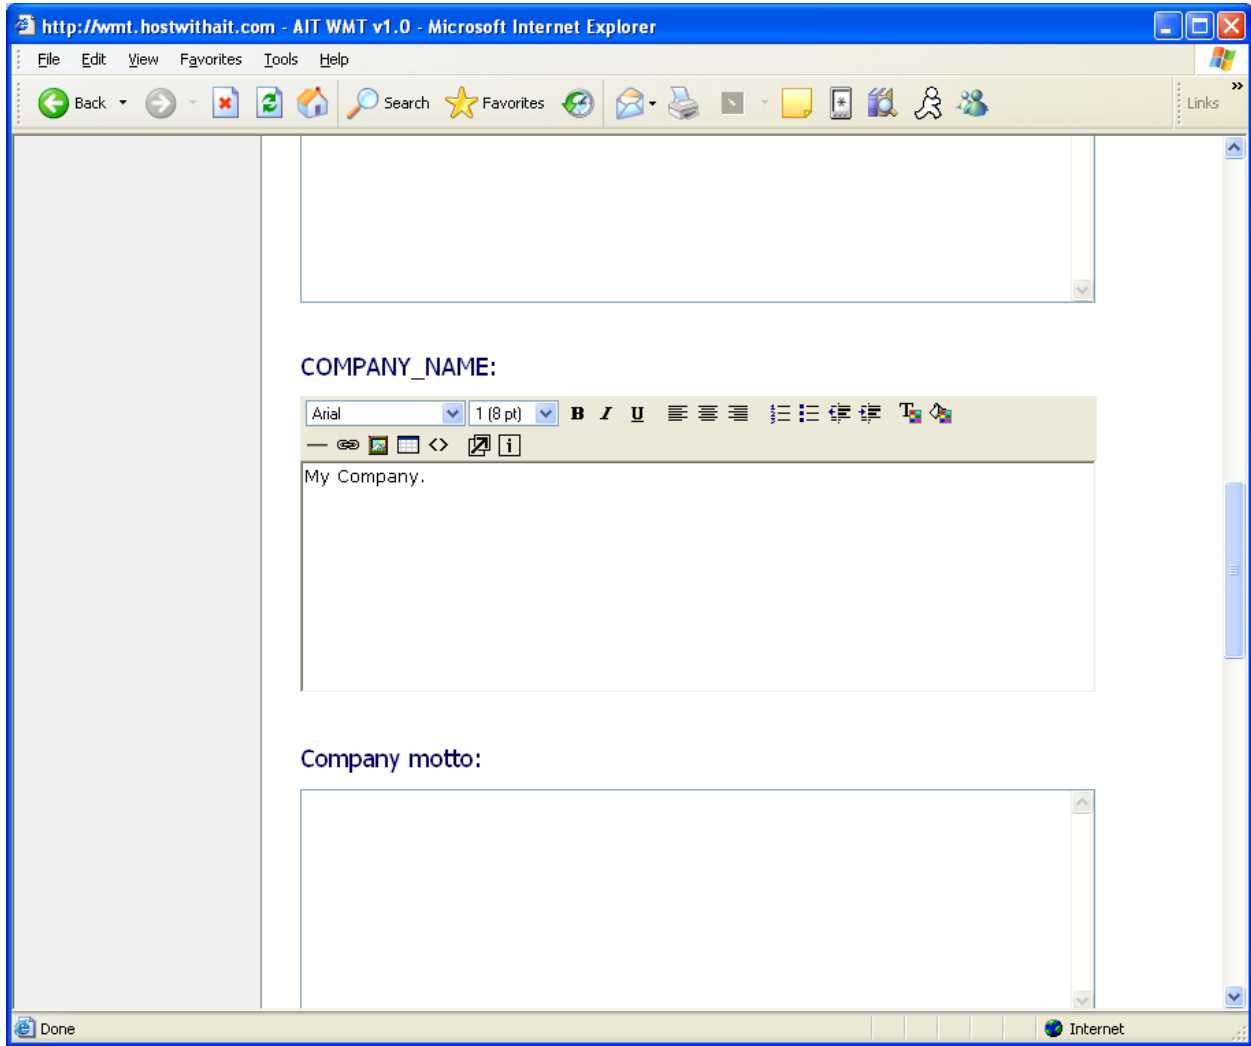 http://wmt.hostwithait.com - AIT WMT v1.0 - Microsoft Internet Explorer
File Edit View Favorites Tools Help
Back Search Favorites Links
COMPANY_NAME:
Arial 1 (8 pt) B I U
My Company.
Company motto:
Done Internet